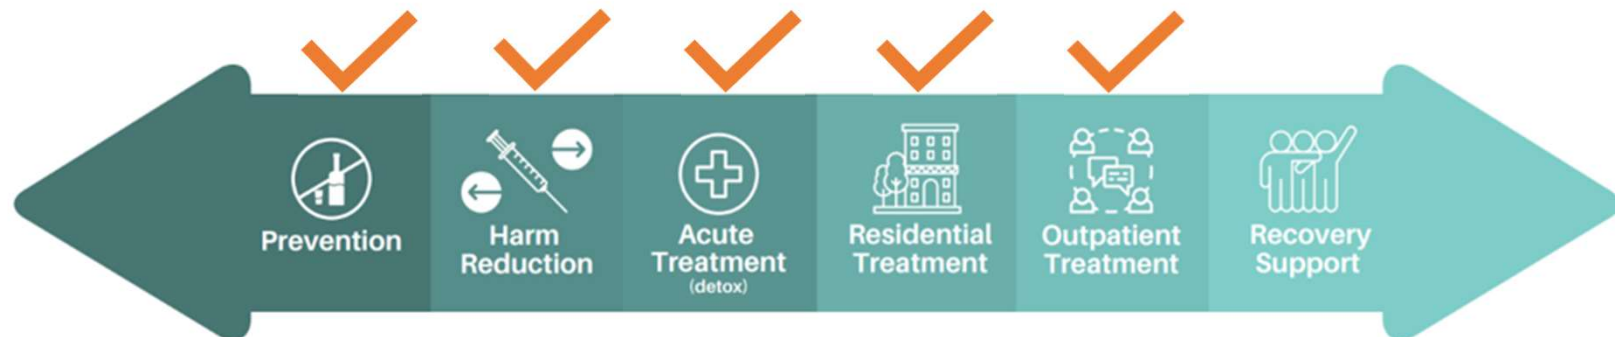 Prevention
Harm
Reduction
Acute
Treatment
(detox)
Residential
Treatment
Outpatient
Treatment
Recovery
Support